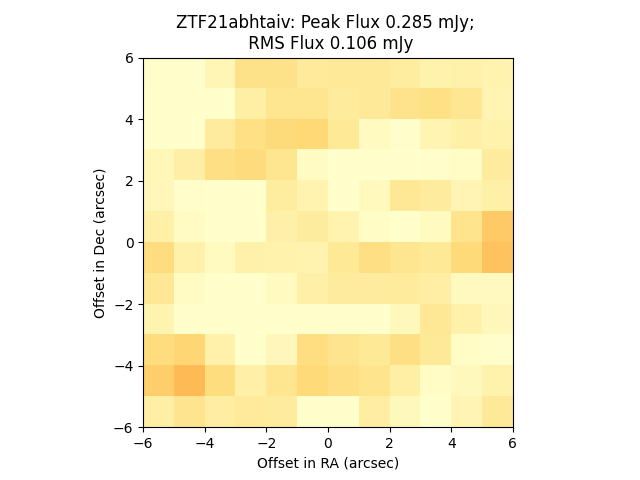 ZTF21abhtaiv: Peak Flux 0.285 mJy;
RMS Flux 0.106 mJy
6
4
2
0
−2
−4
−6
Offset in Dec (arcsec)
−6 −4 −2 0 2 4 6
Offset in RA (arcsec)